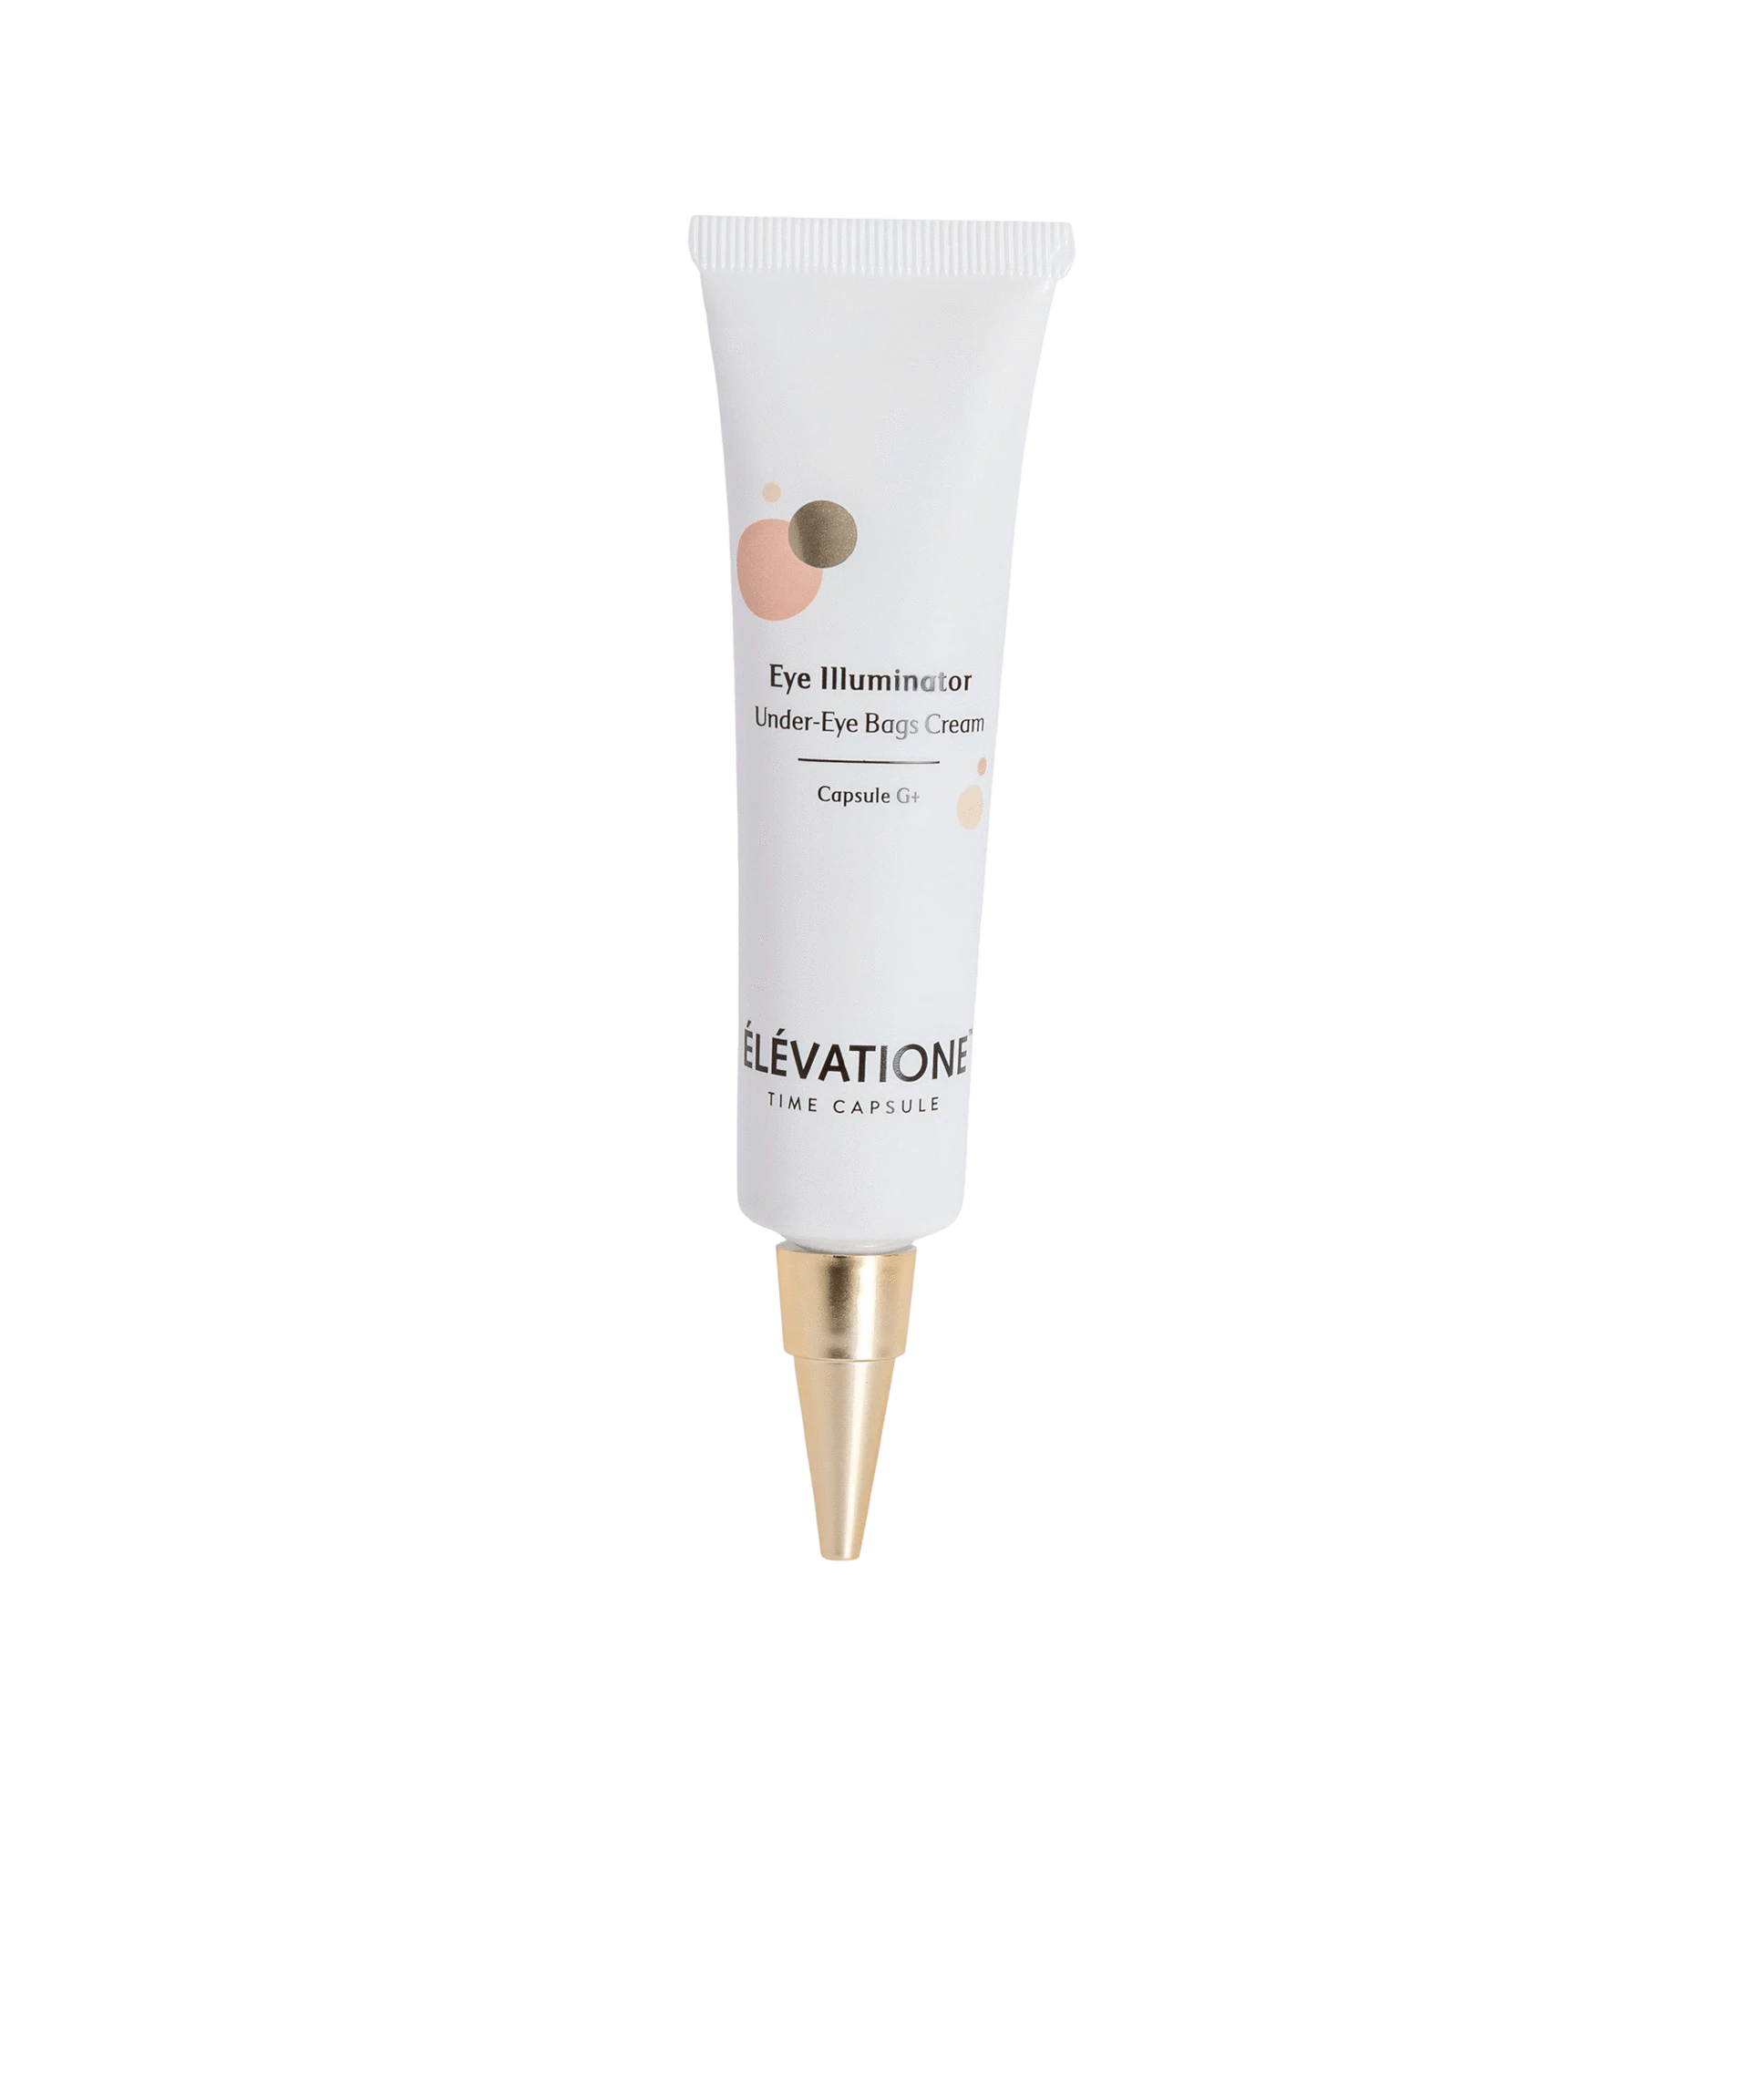 Eye Illuminator
Under-Eye Bags Cream
Capsule G+
ÉLÉVATIONE™
TIME CAPSULE